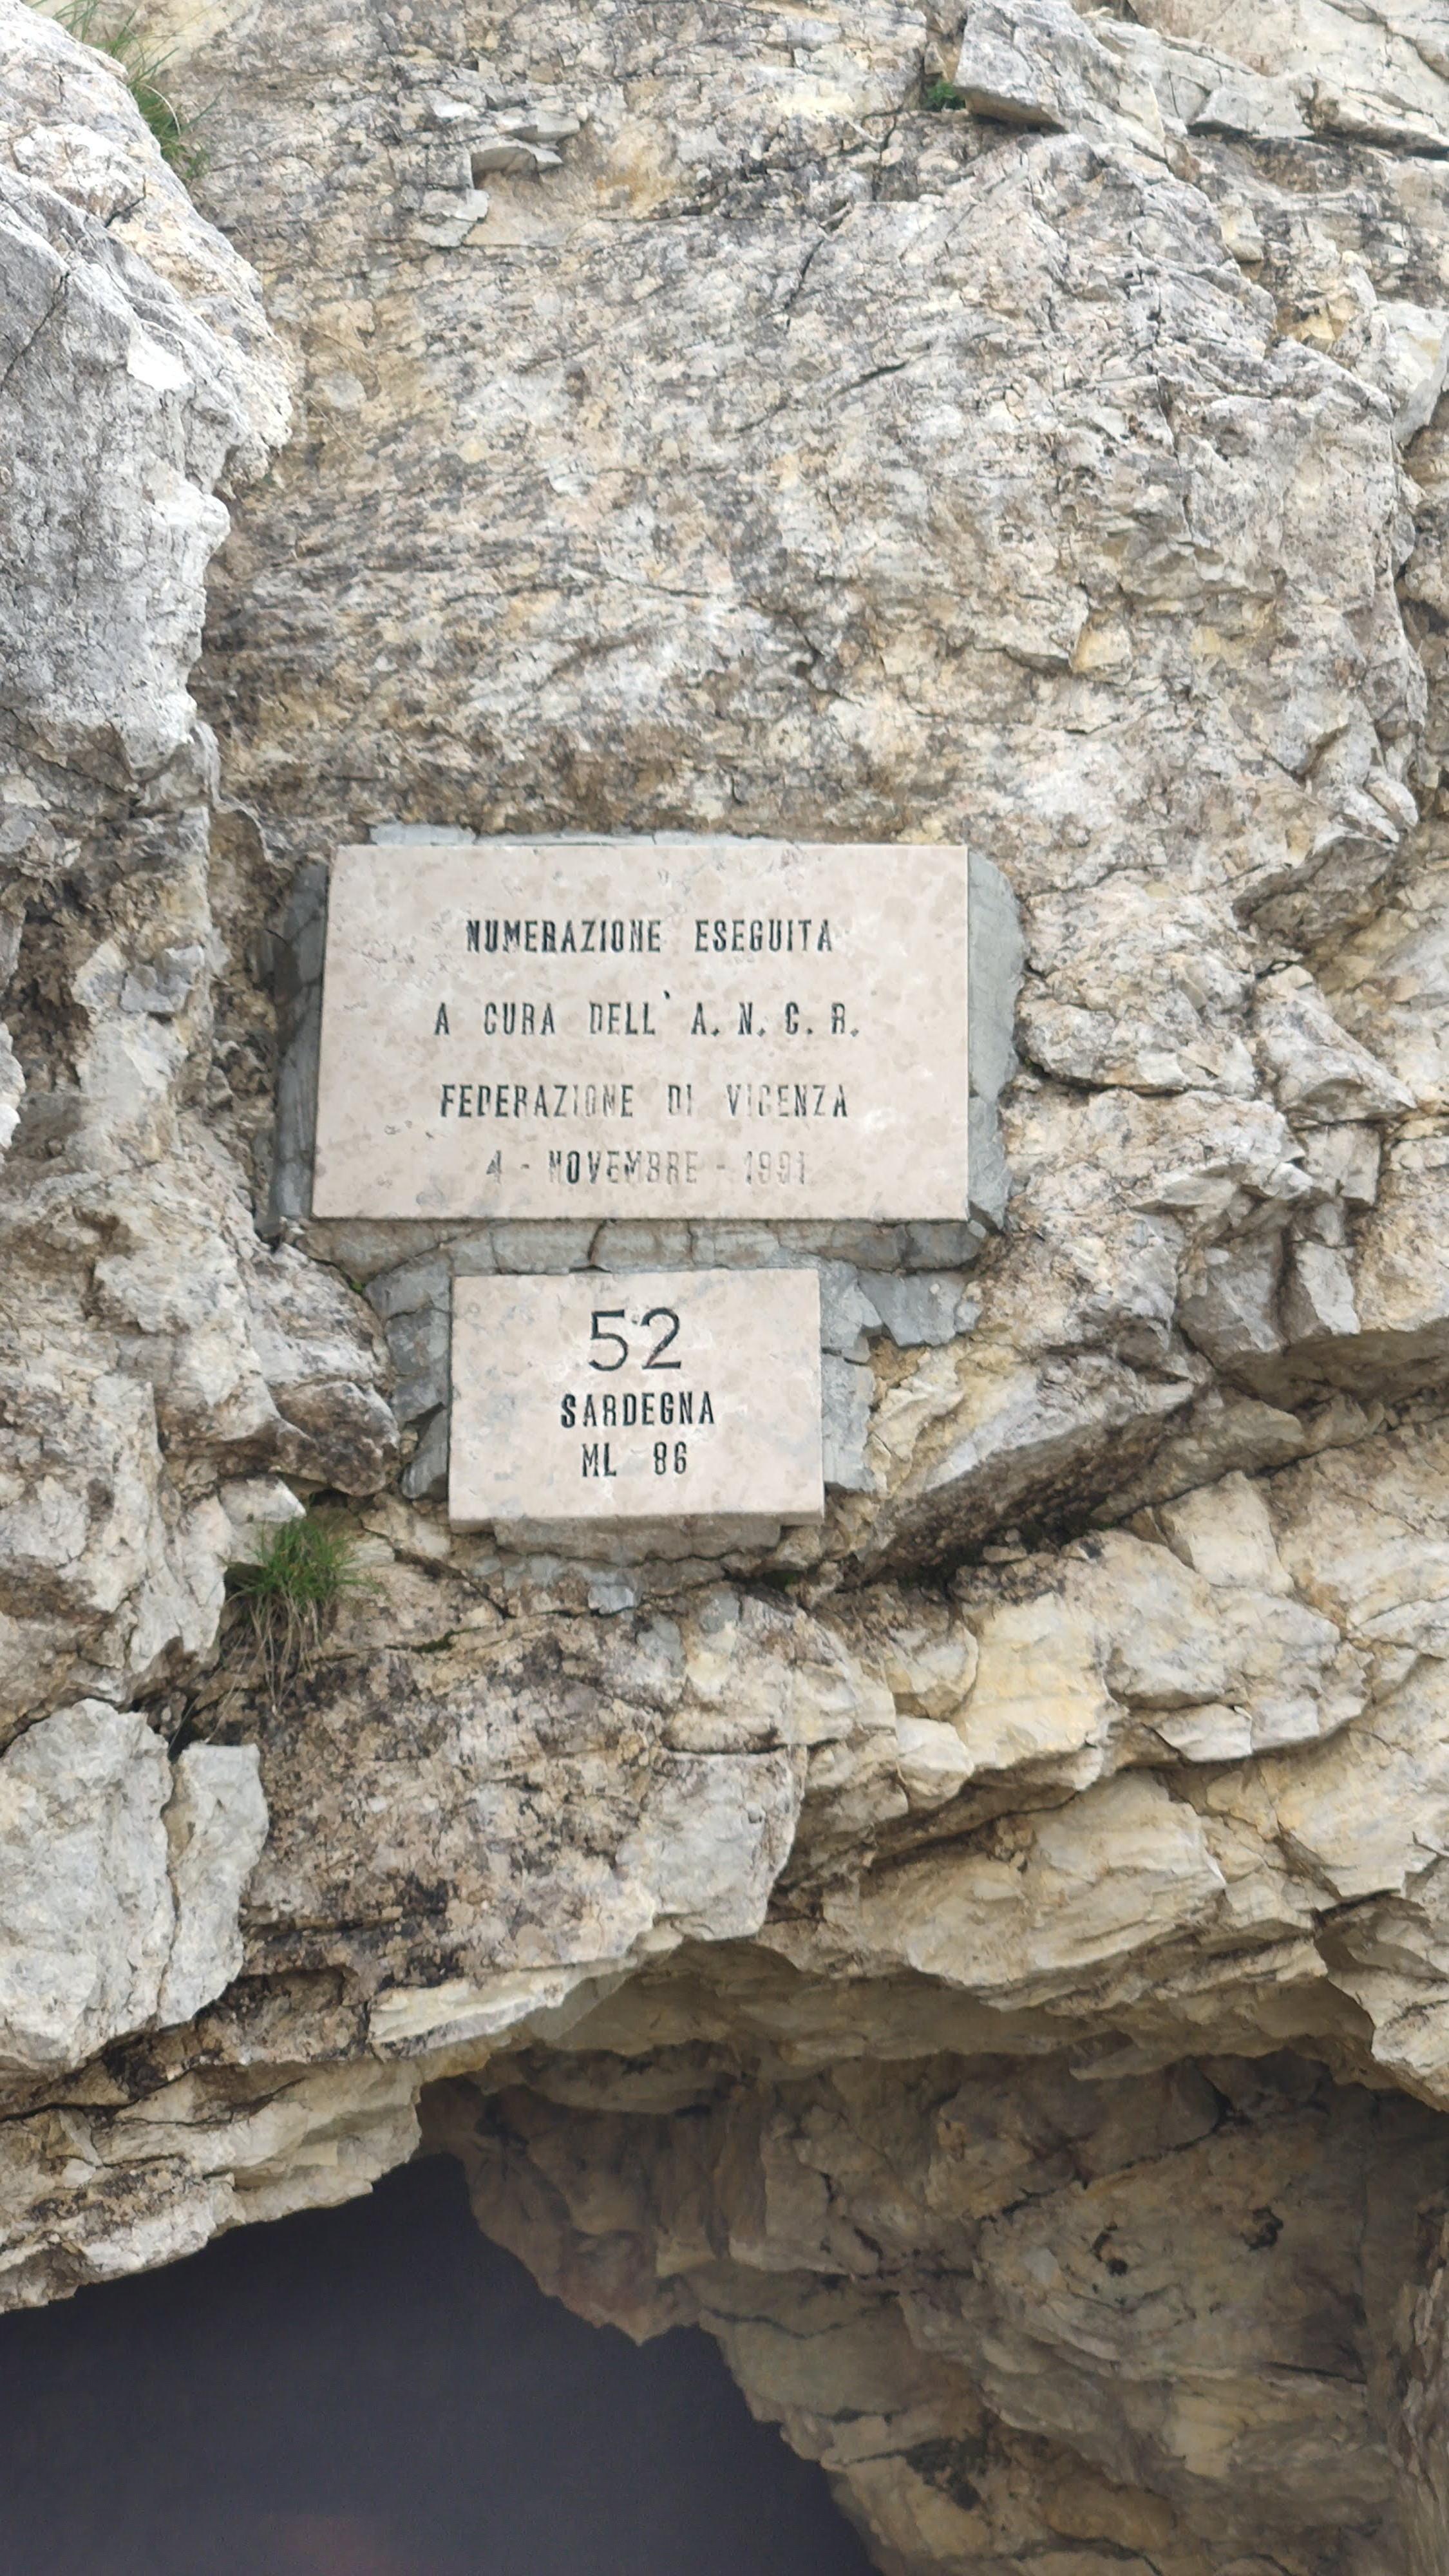 NUMERAZIONE ESEGUITA
A CURA DELL' A. N. C. R.
FEDERAZIONE DI VICENZA
4 - NOVEMBRE - 1991
52
SARDEGNA
ML 86